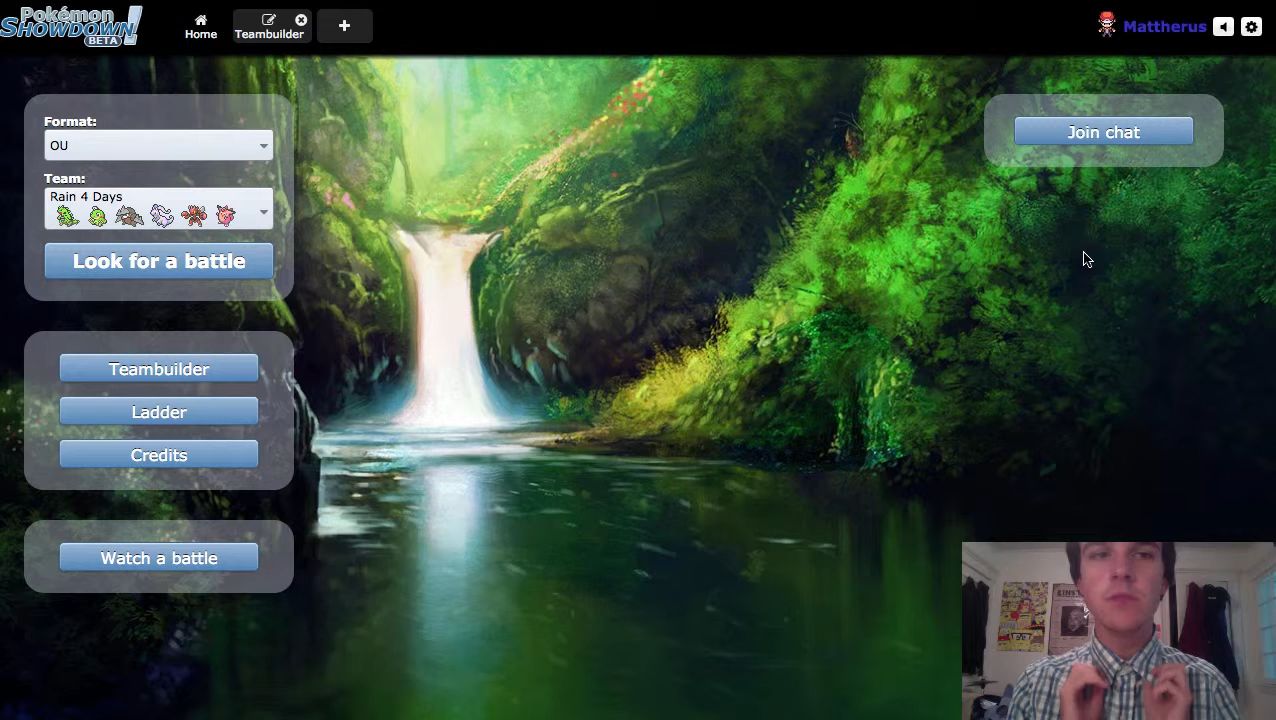 Pokémon
SHOWDOWN!
BETA
Home
Teambuilder
+
Mattherus
Format:
OU
Team:
Rain 4 Days
Look for a battle
Teambuilder
Ladder
Credits
Watch a battle
Join chat